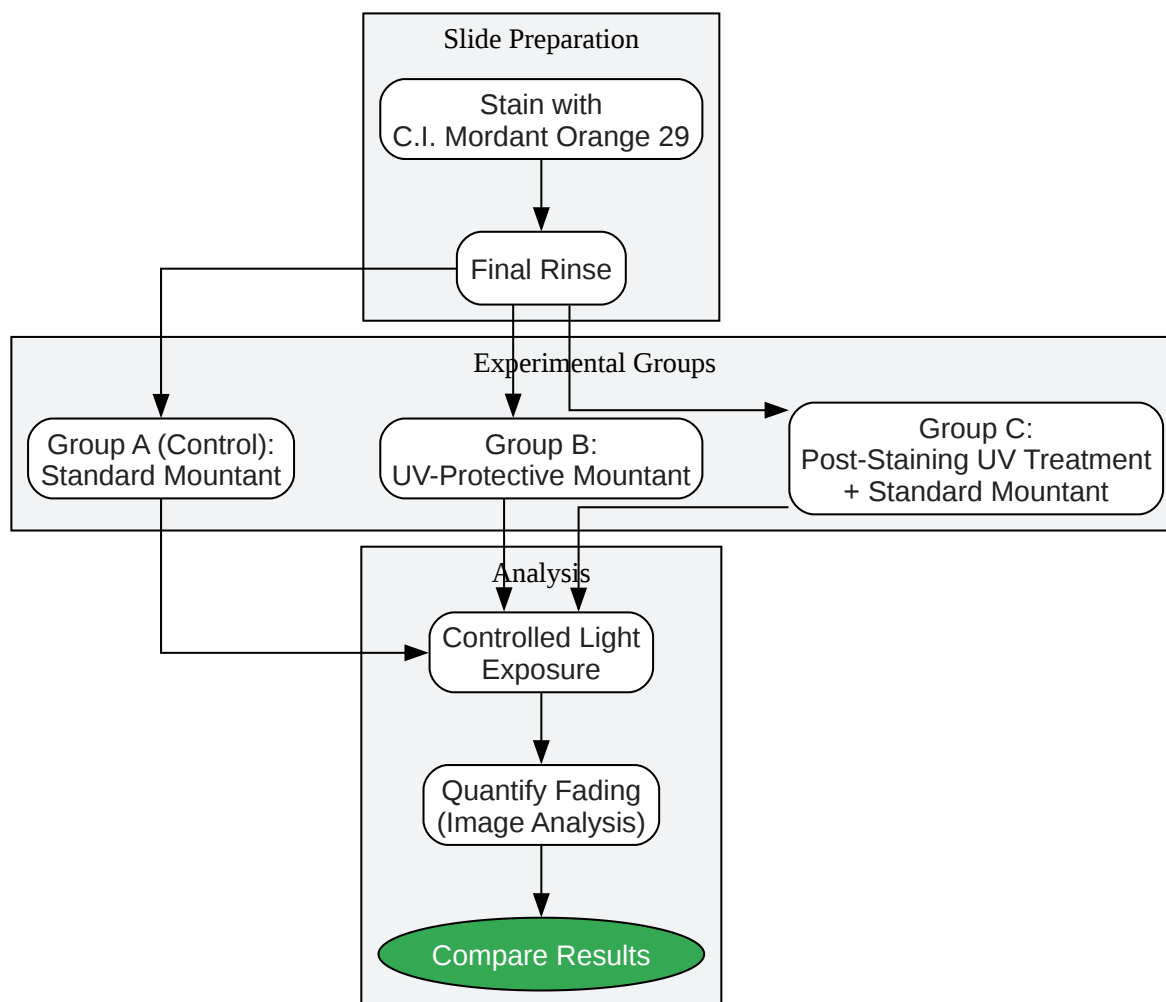 Slide Preparation
Stain with
C.I. Mordant Orange 29
Final Rinse
Experimental Groups
Group A (Control):
Standard Mountant
Group B:
UV-Protective Mountant
Group C:
Post-Staining UV Treatment
+ Standard Mountant
Analysis
Controlled Light
Exposure
Quantify Fading
(Image Analysis)
Compare Results